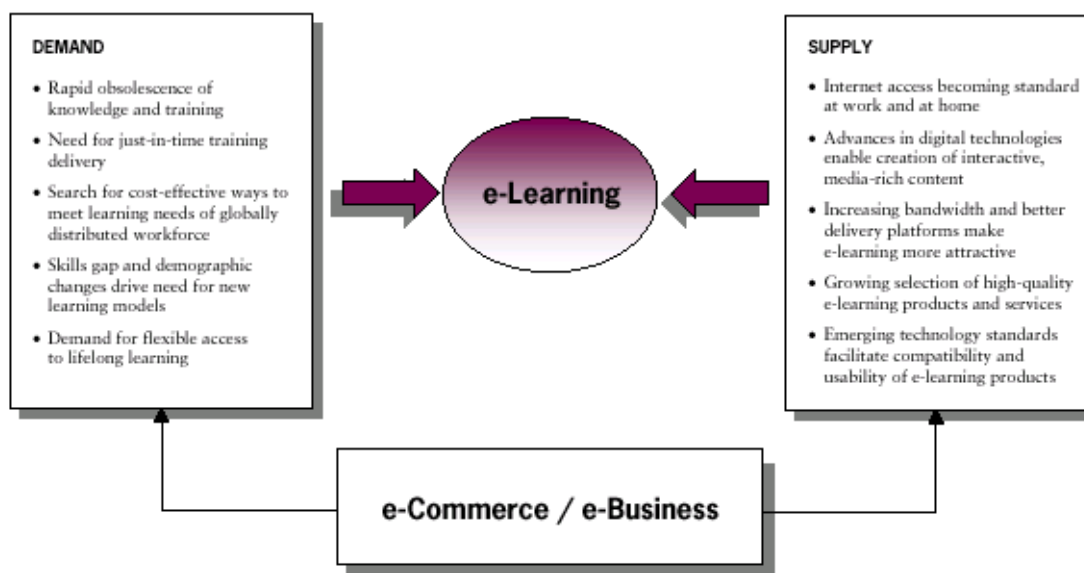 DEMAND
• Rapid obsolescence of
knowledge and training
• Need for just-in-time training
delivery
• Search for cost-effective ways to
meet learning needs of globally
distributed workforce
• Skills gap and demographic
changes drive need for new
learning models
• Demand for flexible access
to lifelong learning
e-Learning
SUPPLY
• Internet access becoming standard
at work and at home
• Advances in digital technologies
enable creation of interactive,
media-rich content
• Increasing bandwidth and better
delivery platforms make
e-learning more attractive
• Growing selection of high-quality
e-learning products and services
• Emerging technology standards
facilitate compatibility and
usability of e-learning products
e-Commerce / e-Business